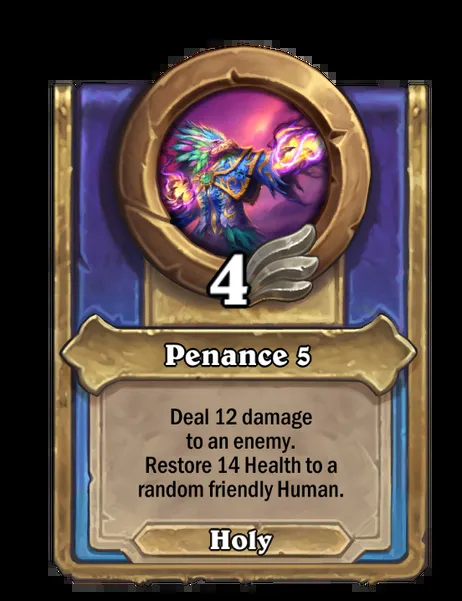 4
Penance 5
Deal 12 damage
to an enemy.
Restore 14 Health to a
random friendly Human.
Holy